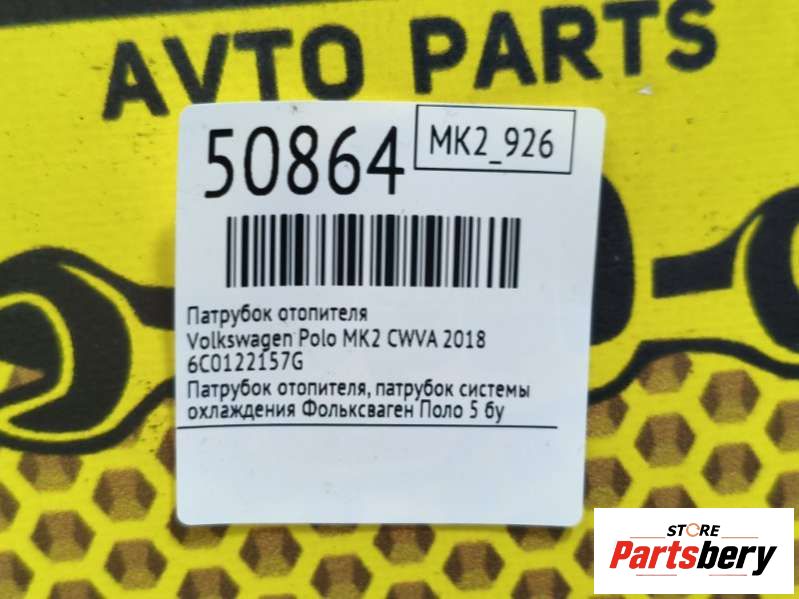 AVTO PARTS
50864
MK2_926
Патрубок отопителя
Volkswagen Polo MK2 CWVA 2018
6C0122157G
Патрубок отопителя, патрубок системы
охлаждения Фольксваген Поло 5 бу
STORE
Partsbery